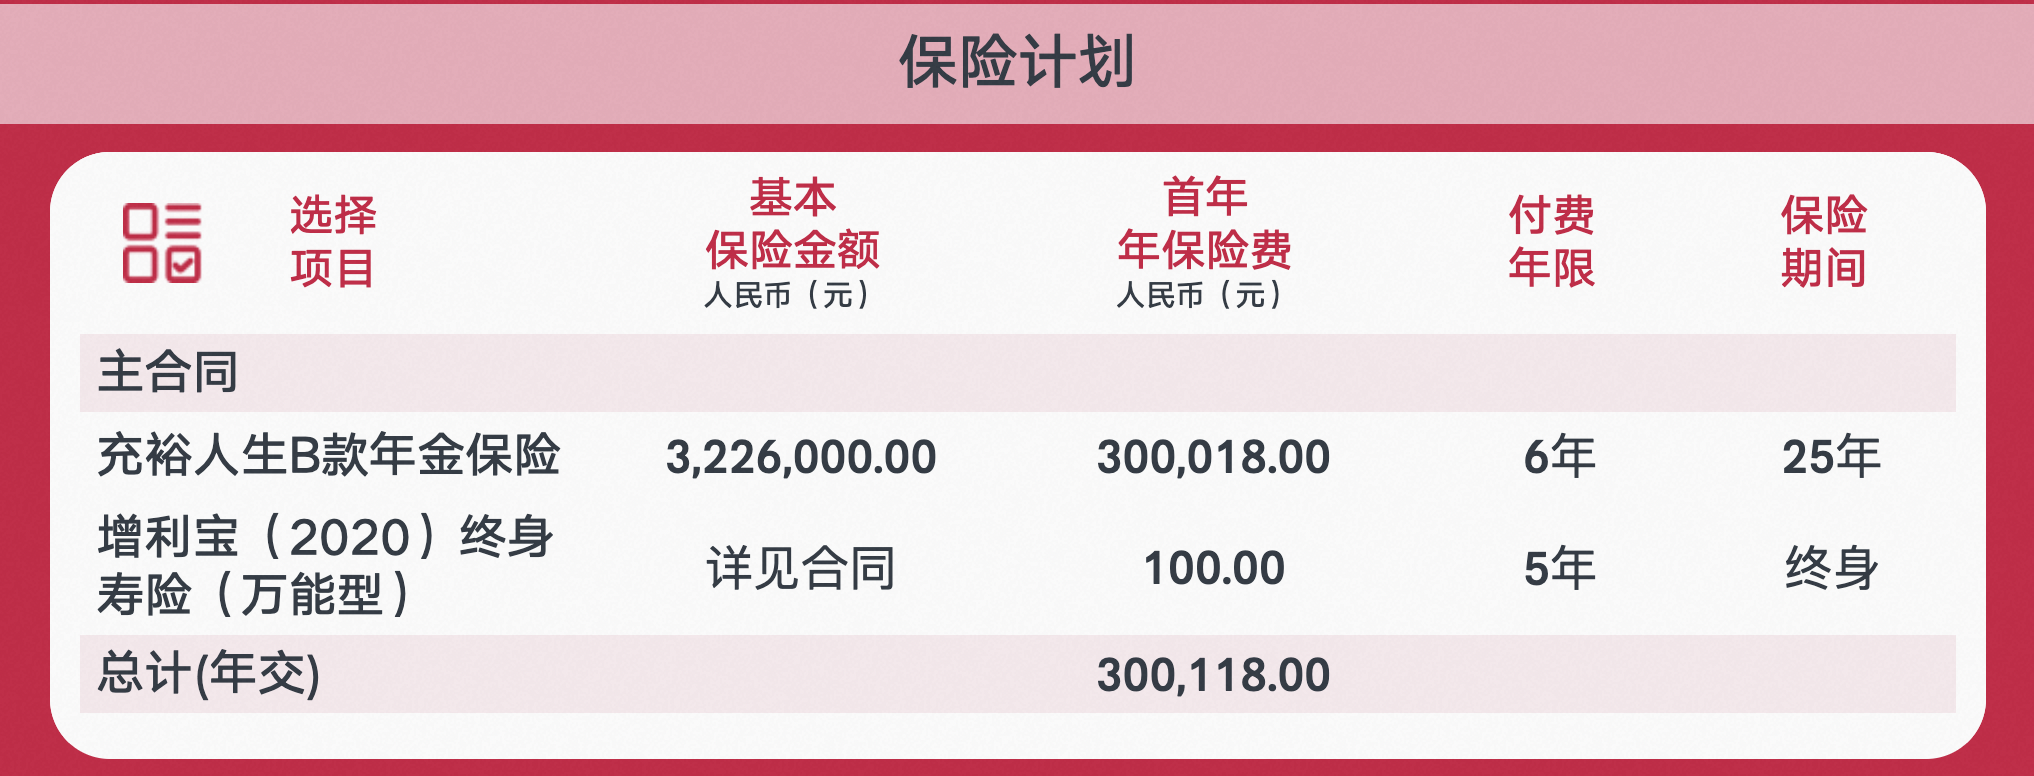 保险计划
选择
项目
基本
保险金额
人民币（元）
首年
年保险费
人民币（元）
付费
年限
保险
期间
主合同
充裕人生B款年金保险 3,226,000.00 300,018.00 6年 25年
增利宝（2020）终身
寿险（万能型）
详见合同 100.00 5年 终身
总计(年交) 300,118.00